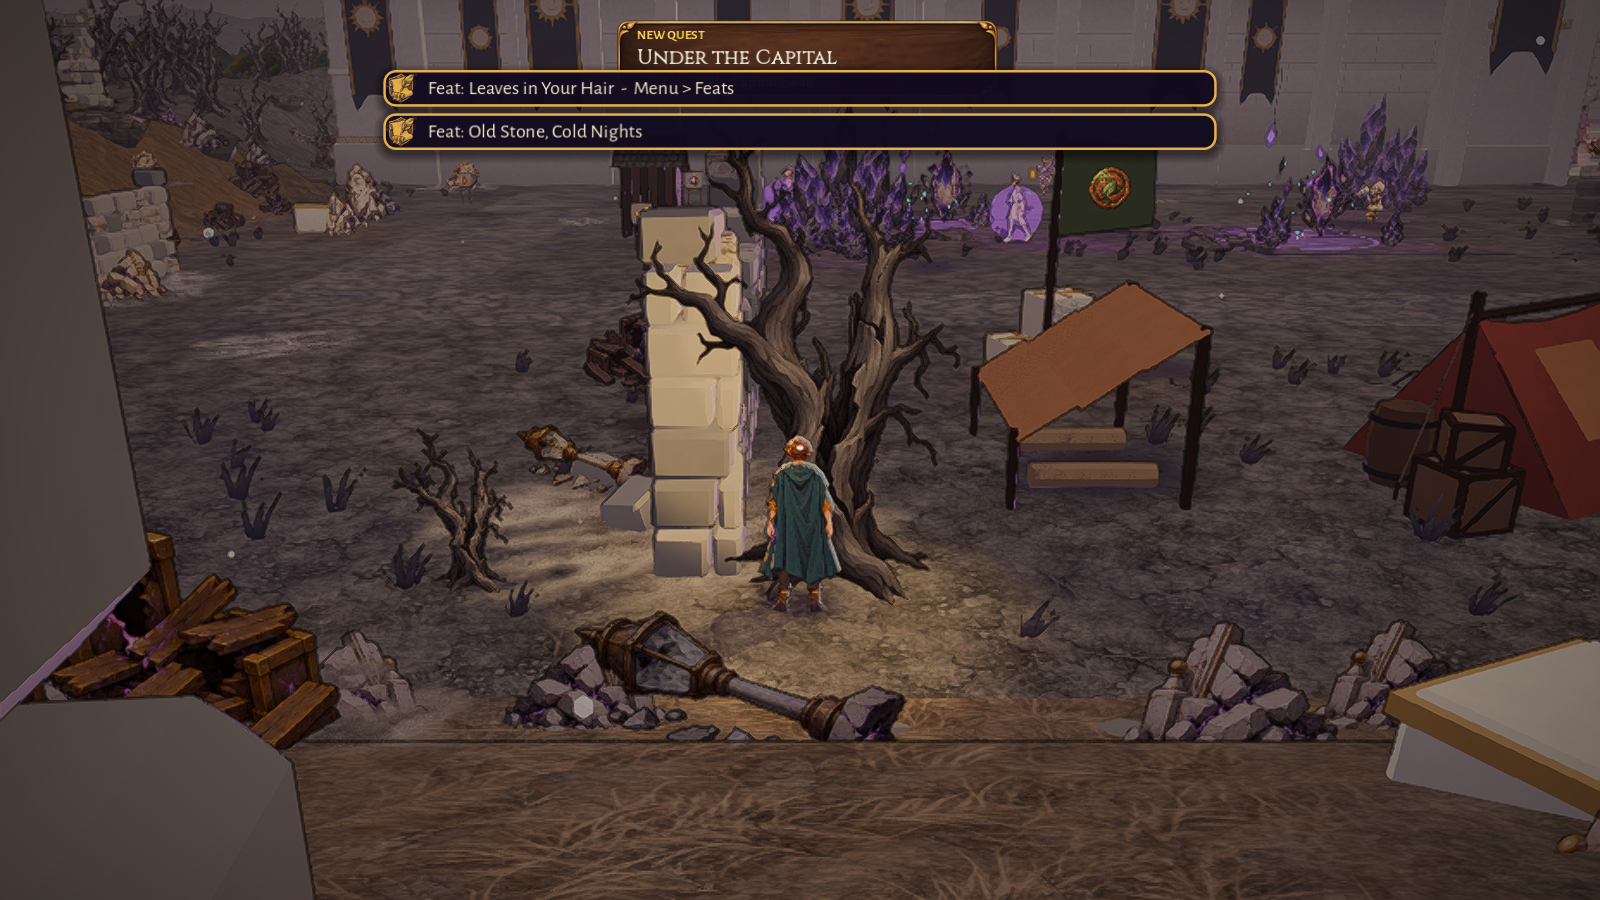 NEW QUEST
Under the Capital
Feat: Leaves in Your Hair - Menu > Feats
Feat: Old Stone, Cold Nights